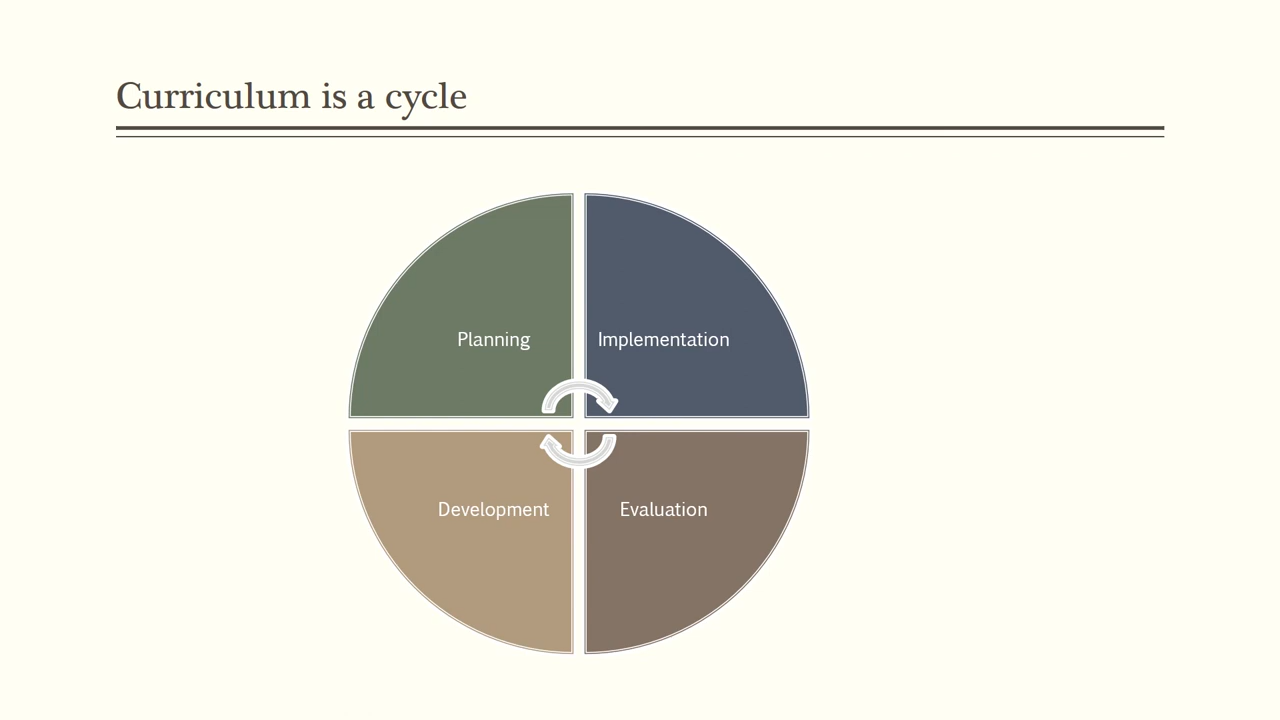 Curriculum is a cycle
Planning
Implementation
Development
Evaluation